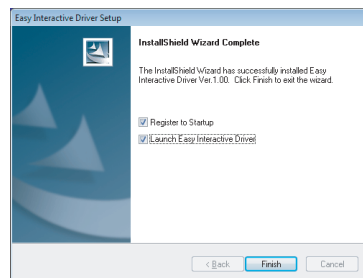 Easy Interactive Driver Setup
InstallShield Wizard Complete
The InstallShield Wizard has successfully installed Easy
Interactive Driver Ver.1.00. Click Finish to exit the wizard.
Register to Startup
Launch Easy Interactive Driver
< Back
Finish
Cancel